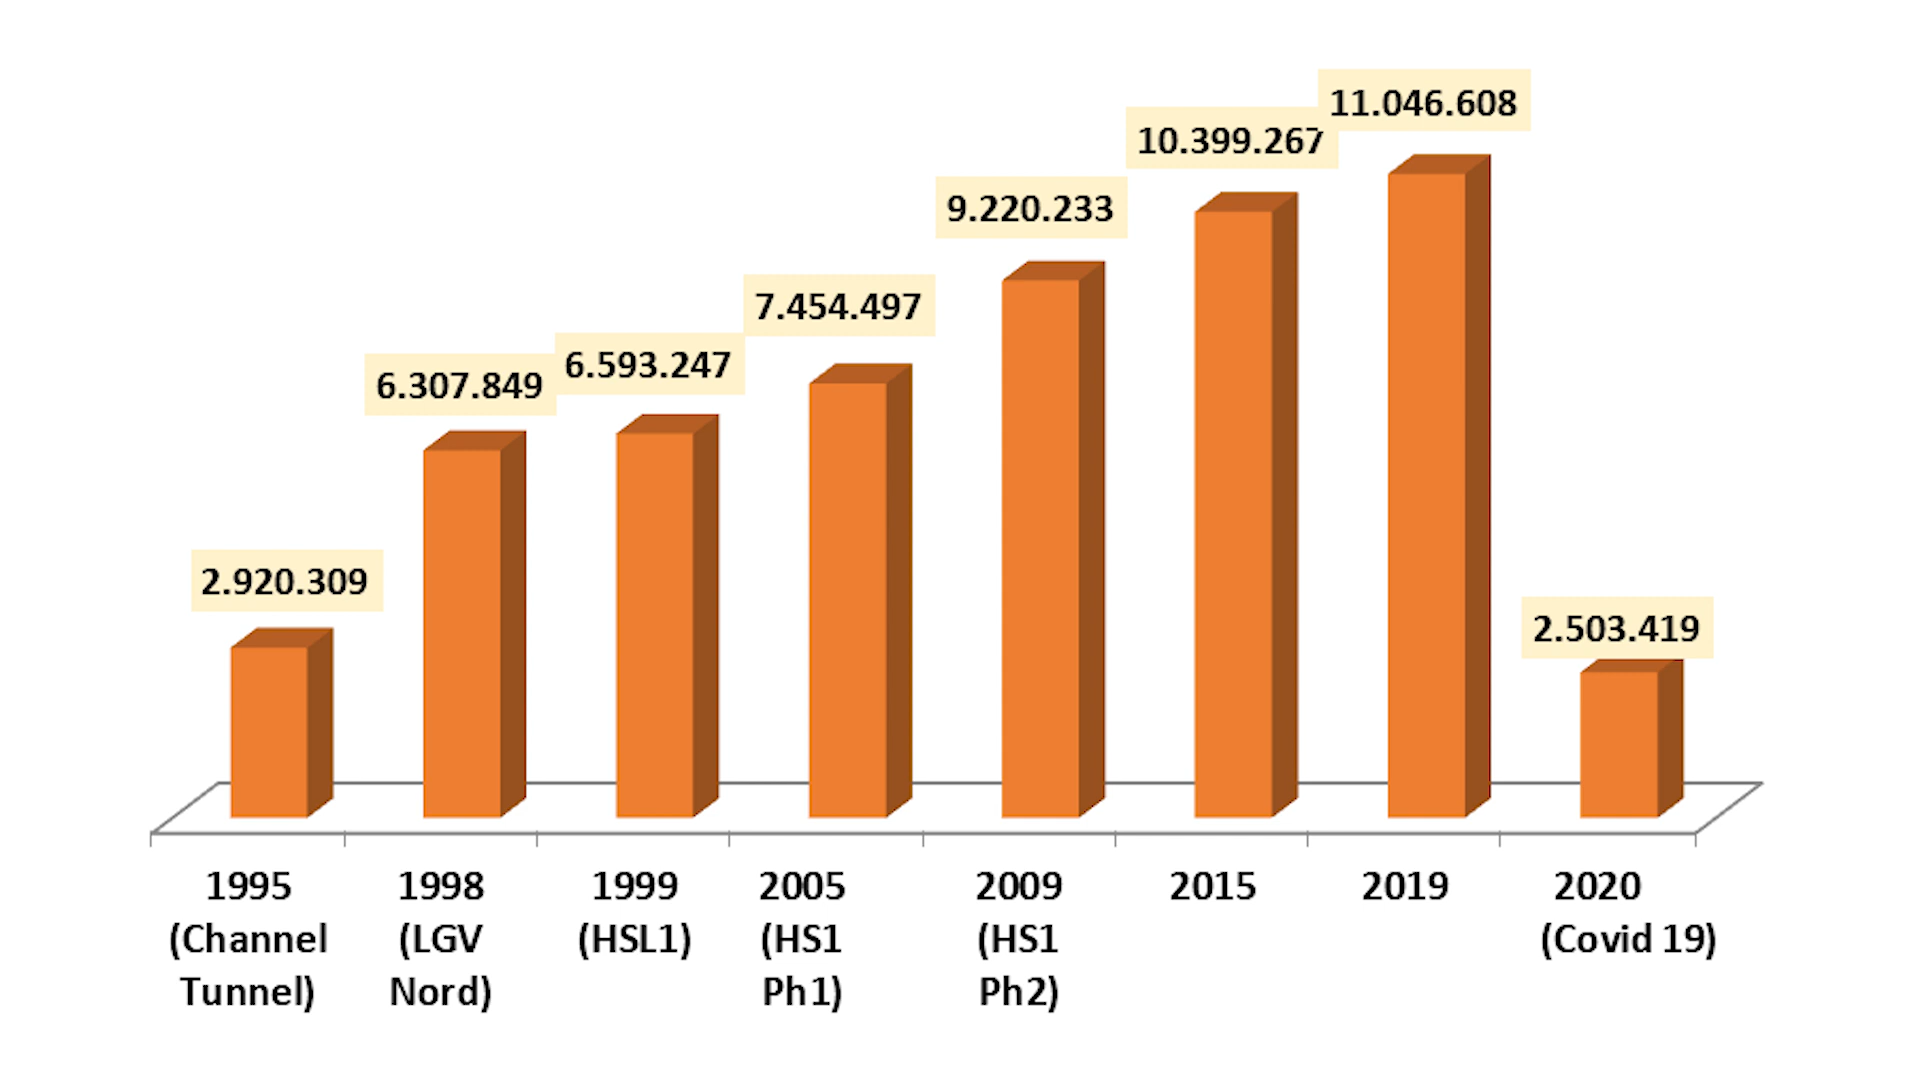 11.046.608
10.399.267
9.220.233
7.454.497
6.593.247
6.307.849
2.920.309
2.503.419
1995 1998 1999 2005 2009 2015 2019 2020
(Channel (LGV (HSL1) (HS1 (HS1 (Covid 19)
Tunnel) Nord) Ph1) Ph2)